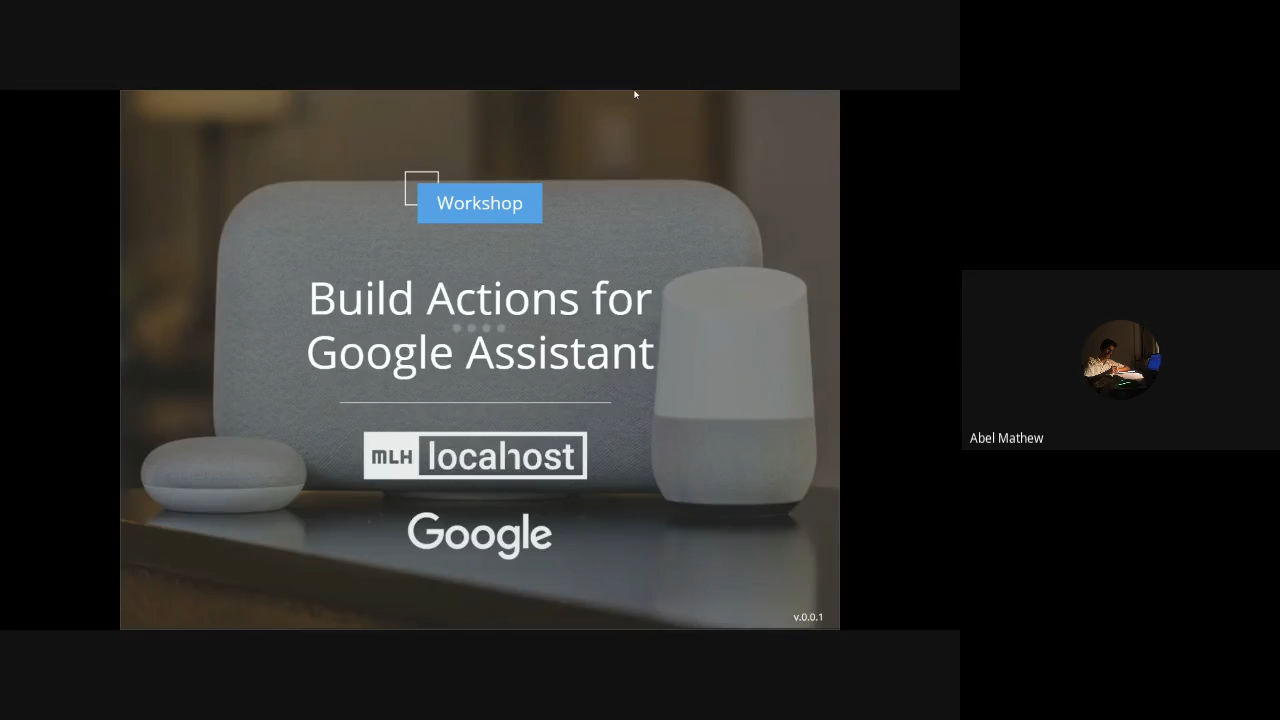 Workshop
Build Actions for
Google Assistant
MLH localhost
Google
v.0.0.1
Abel Mathew